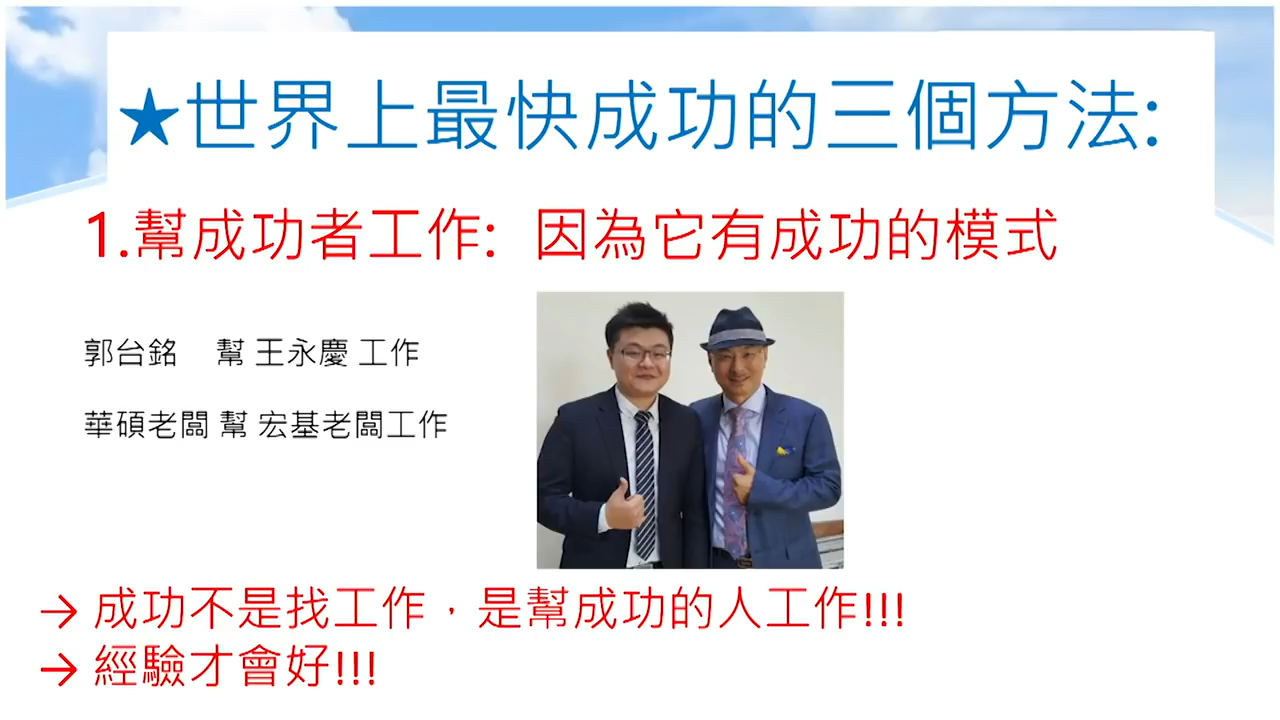 ★世界上最快成功的三個方法:
1.幫成功者工作: 因為它有成功的模式
郭台銘 幫 王永慶 工作
華碩老闆 幫 宏基老闆工作
→ 成功不是找工作，是幫成功的人工作!!!
→ 經驗才會好!!!